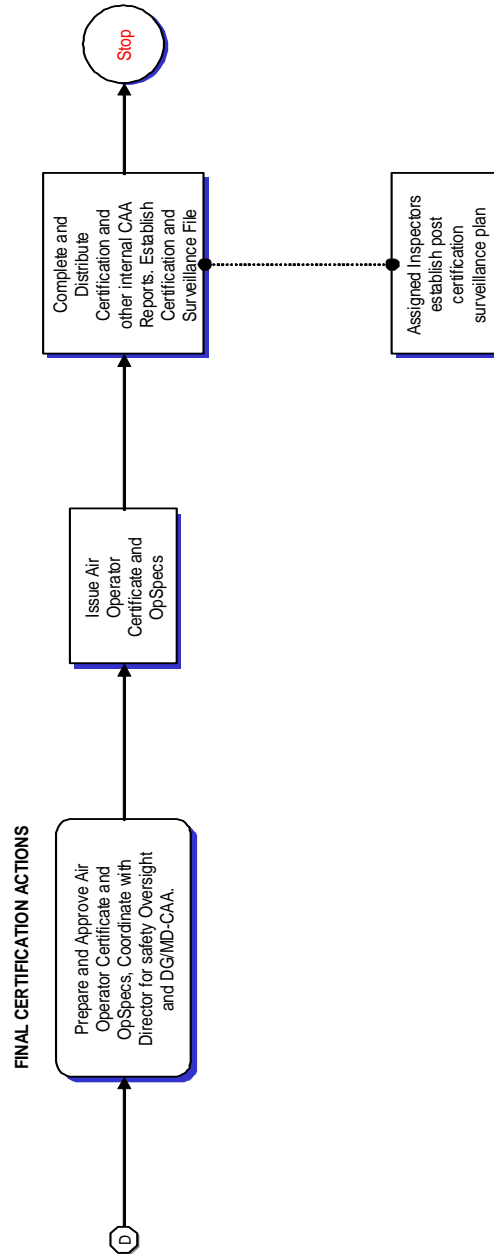 FINAL CERTIFICATION ACTIONS
D
Prepare and Approve Air
Operator Certificate and
OpSpecs, Coordinate with
Director for safety Oversight
and DG/MD-CAA.
Issue Air
Operator
Certificate and
OpSpecs
Complete and
Distribute
Certification and
other internal CAA
Reports. Establish
Certification and
Surveillance File
Stop
Assigned Inspectors
establish post
certification
surveillance plan